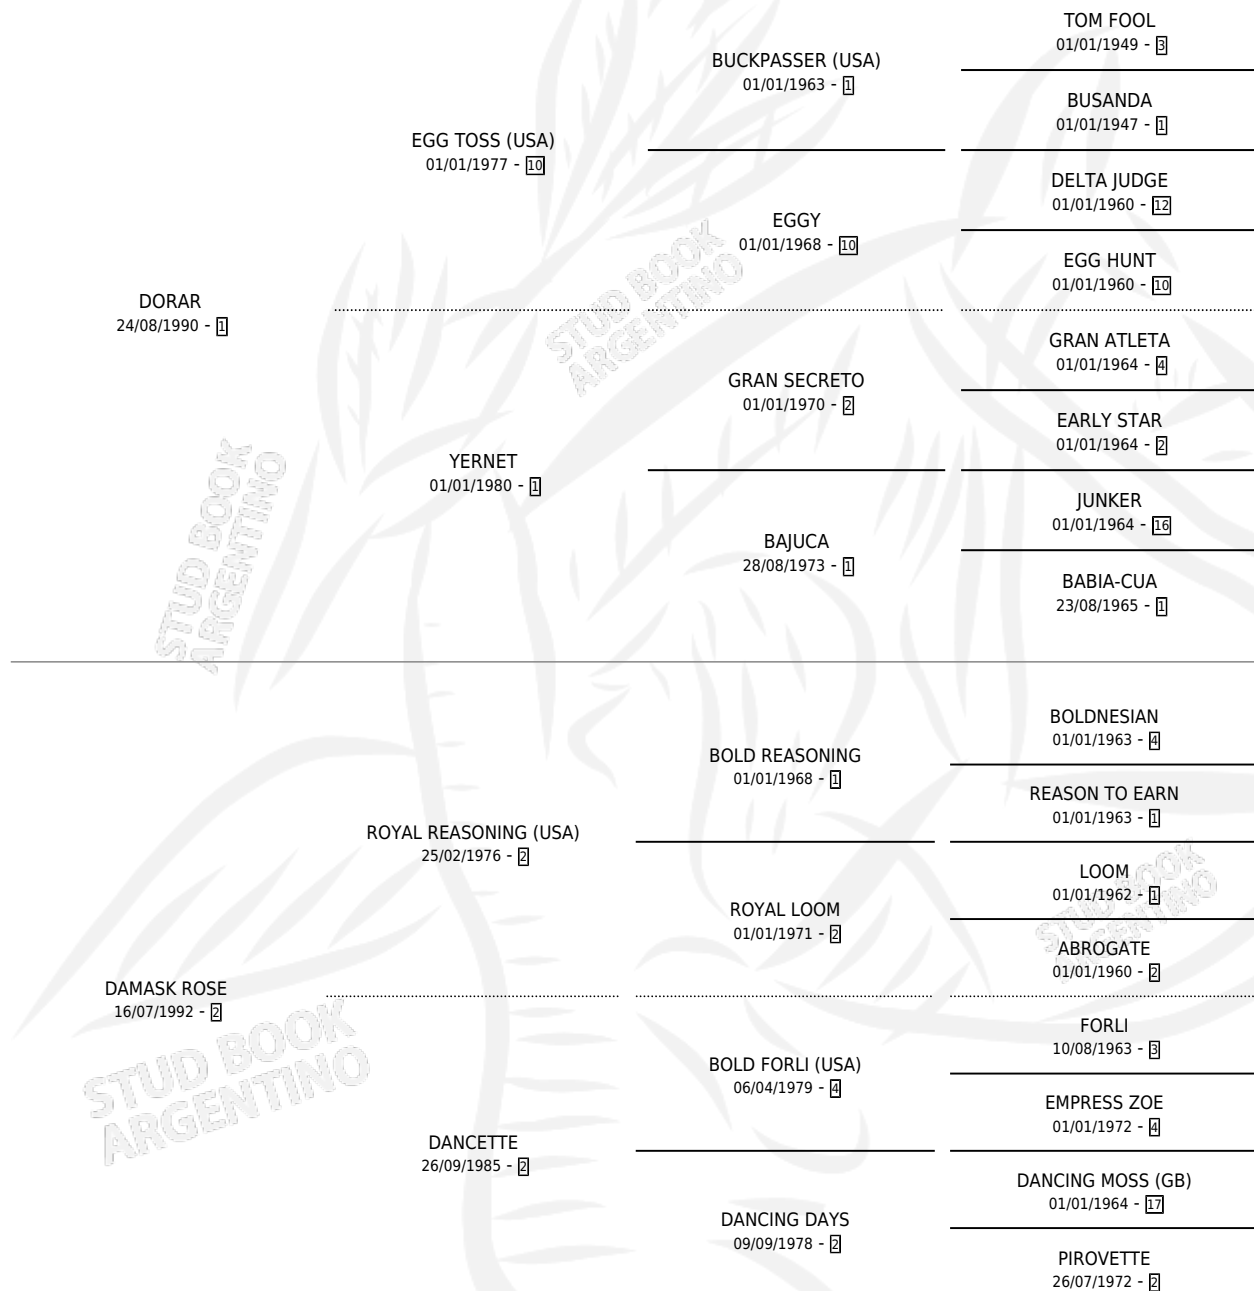 TOM FOOL
01/01/1949 - 3
BUCKPASSER (USA)
01/01/1963 - 1
BUSANDA
01/01/1947 - 1
EGG TOSS (USA)
01/01/1977 - 10
DELTA JUDGE
01/01/1960 - 12
EGGY
01/01/1968 - 10
EGG HUNT
01/01/1960 - 10
DORAR
24/08/1990 - 1
GRAN ATLETA
01/01/1964 - 4
GRAN SECRETO
01/01/1970 - 2
EARLY STAR
01/01/1964 - 2
YERNET
01/01/1980 - 1
JUNKER
01/01/1964 - 16
BAJUCA
28/08/1973 - 1
BABIA-CUA
23/08/1965 - 1
BOLDNESIAN
01/01/1963 - 4
BOLD REASONING
01/01/1968 - 1
REASON TO EARN
01/01/1963 - 1
ROYAL REASONING (USA)
25/02/1976 - 2
LOOM
01/01/1962 - 1
ROYAL LOOM
01/01/1971 - 2
ABROGATE
01/01/1960 - 2
DAMASK ROSE
16/07/1992 - 2
FORLI
10/08/1963 - 3
BOLD FORLI (USA)
06/04/1979 - 4
EMPRESS ZOE
01/01/1972 - 4
DANCETTE
26/09/1985 - 2
DANCING MOSS (GB)
01/01/1964 - 17
DANCING DAYS
09/09/1978 - 2
PIROVETTE
26/07/1972 - 2
STUD BOOK
ARGENTINO
STUD BOOK
ARGENTINO
STUD BOOK
ARGENTINO
STUD BOOK
ARGENTINO